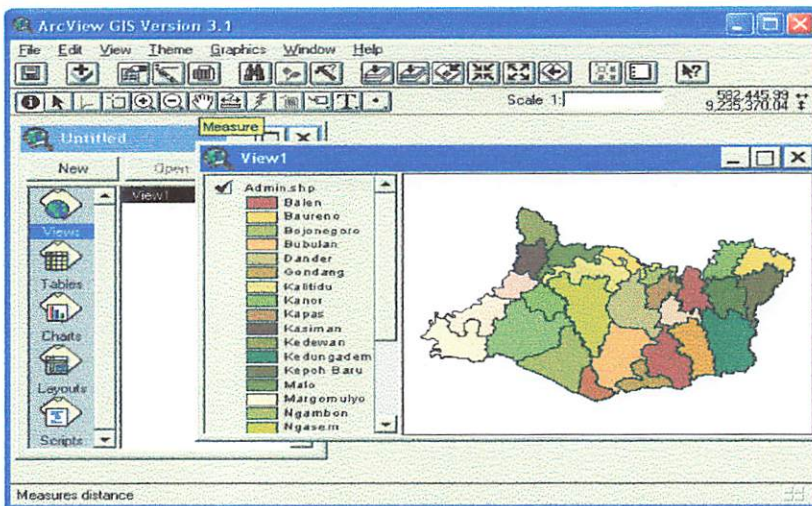 ArcView GIS Version 3.1
File Edit View Theme Graphics Window Help
Scale 1:
592,445.99
9,235,370.04
Measure
Untitled
New Open
View1
Views
Tables
Charts
Layouts
Scripts
View1
Admin.shp
Balen
Baureno
Bojonegoro
Bubulan
Dander
Gondang
Kalitidu
Kanor
Kapas
Kasiman
Kedewan
Kedungadem
Kepoh Baru
Malo
Margomulyo
Ngambon
Ngasem
Measures distance